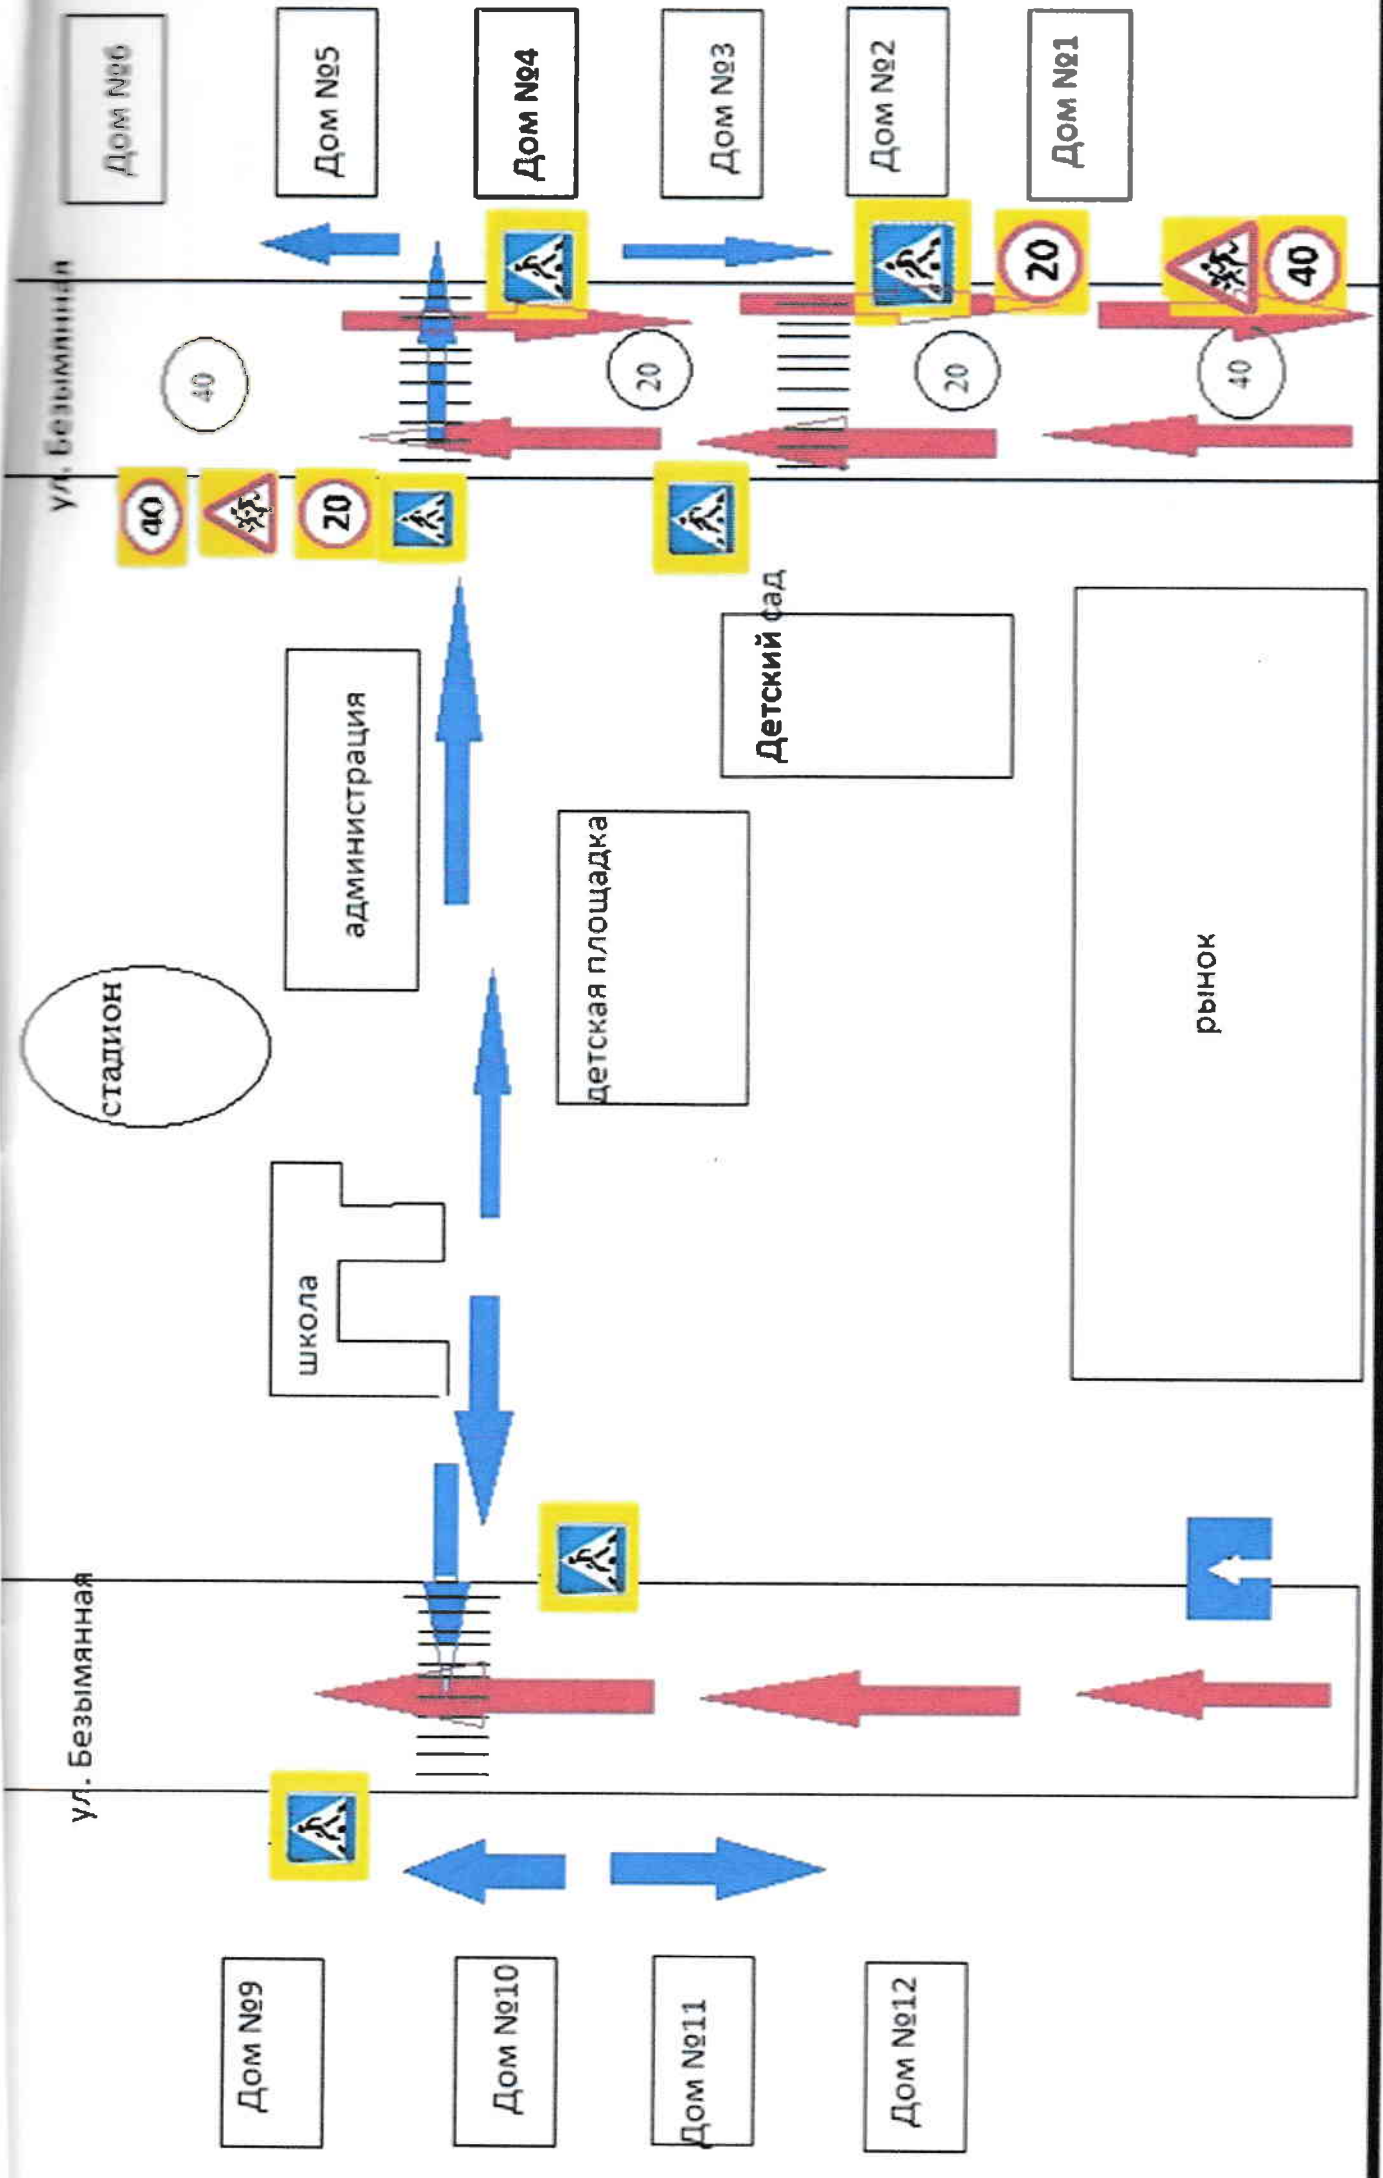 ул. Безымянная
Дом №6
Дом №5
Дом №4
Дом №3
Дом №2
Дом №1
40
20
20
40
40
20
20
40
администрация
Детский сад
детская площадка
стадион
рынок
школа
ул. Безымянная
Дом №9
Дом №10
Дом №11
Дом №12